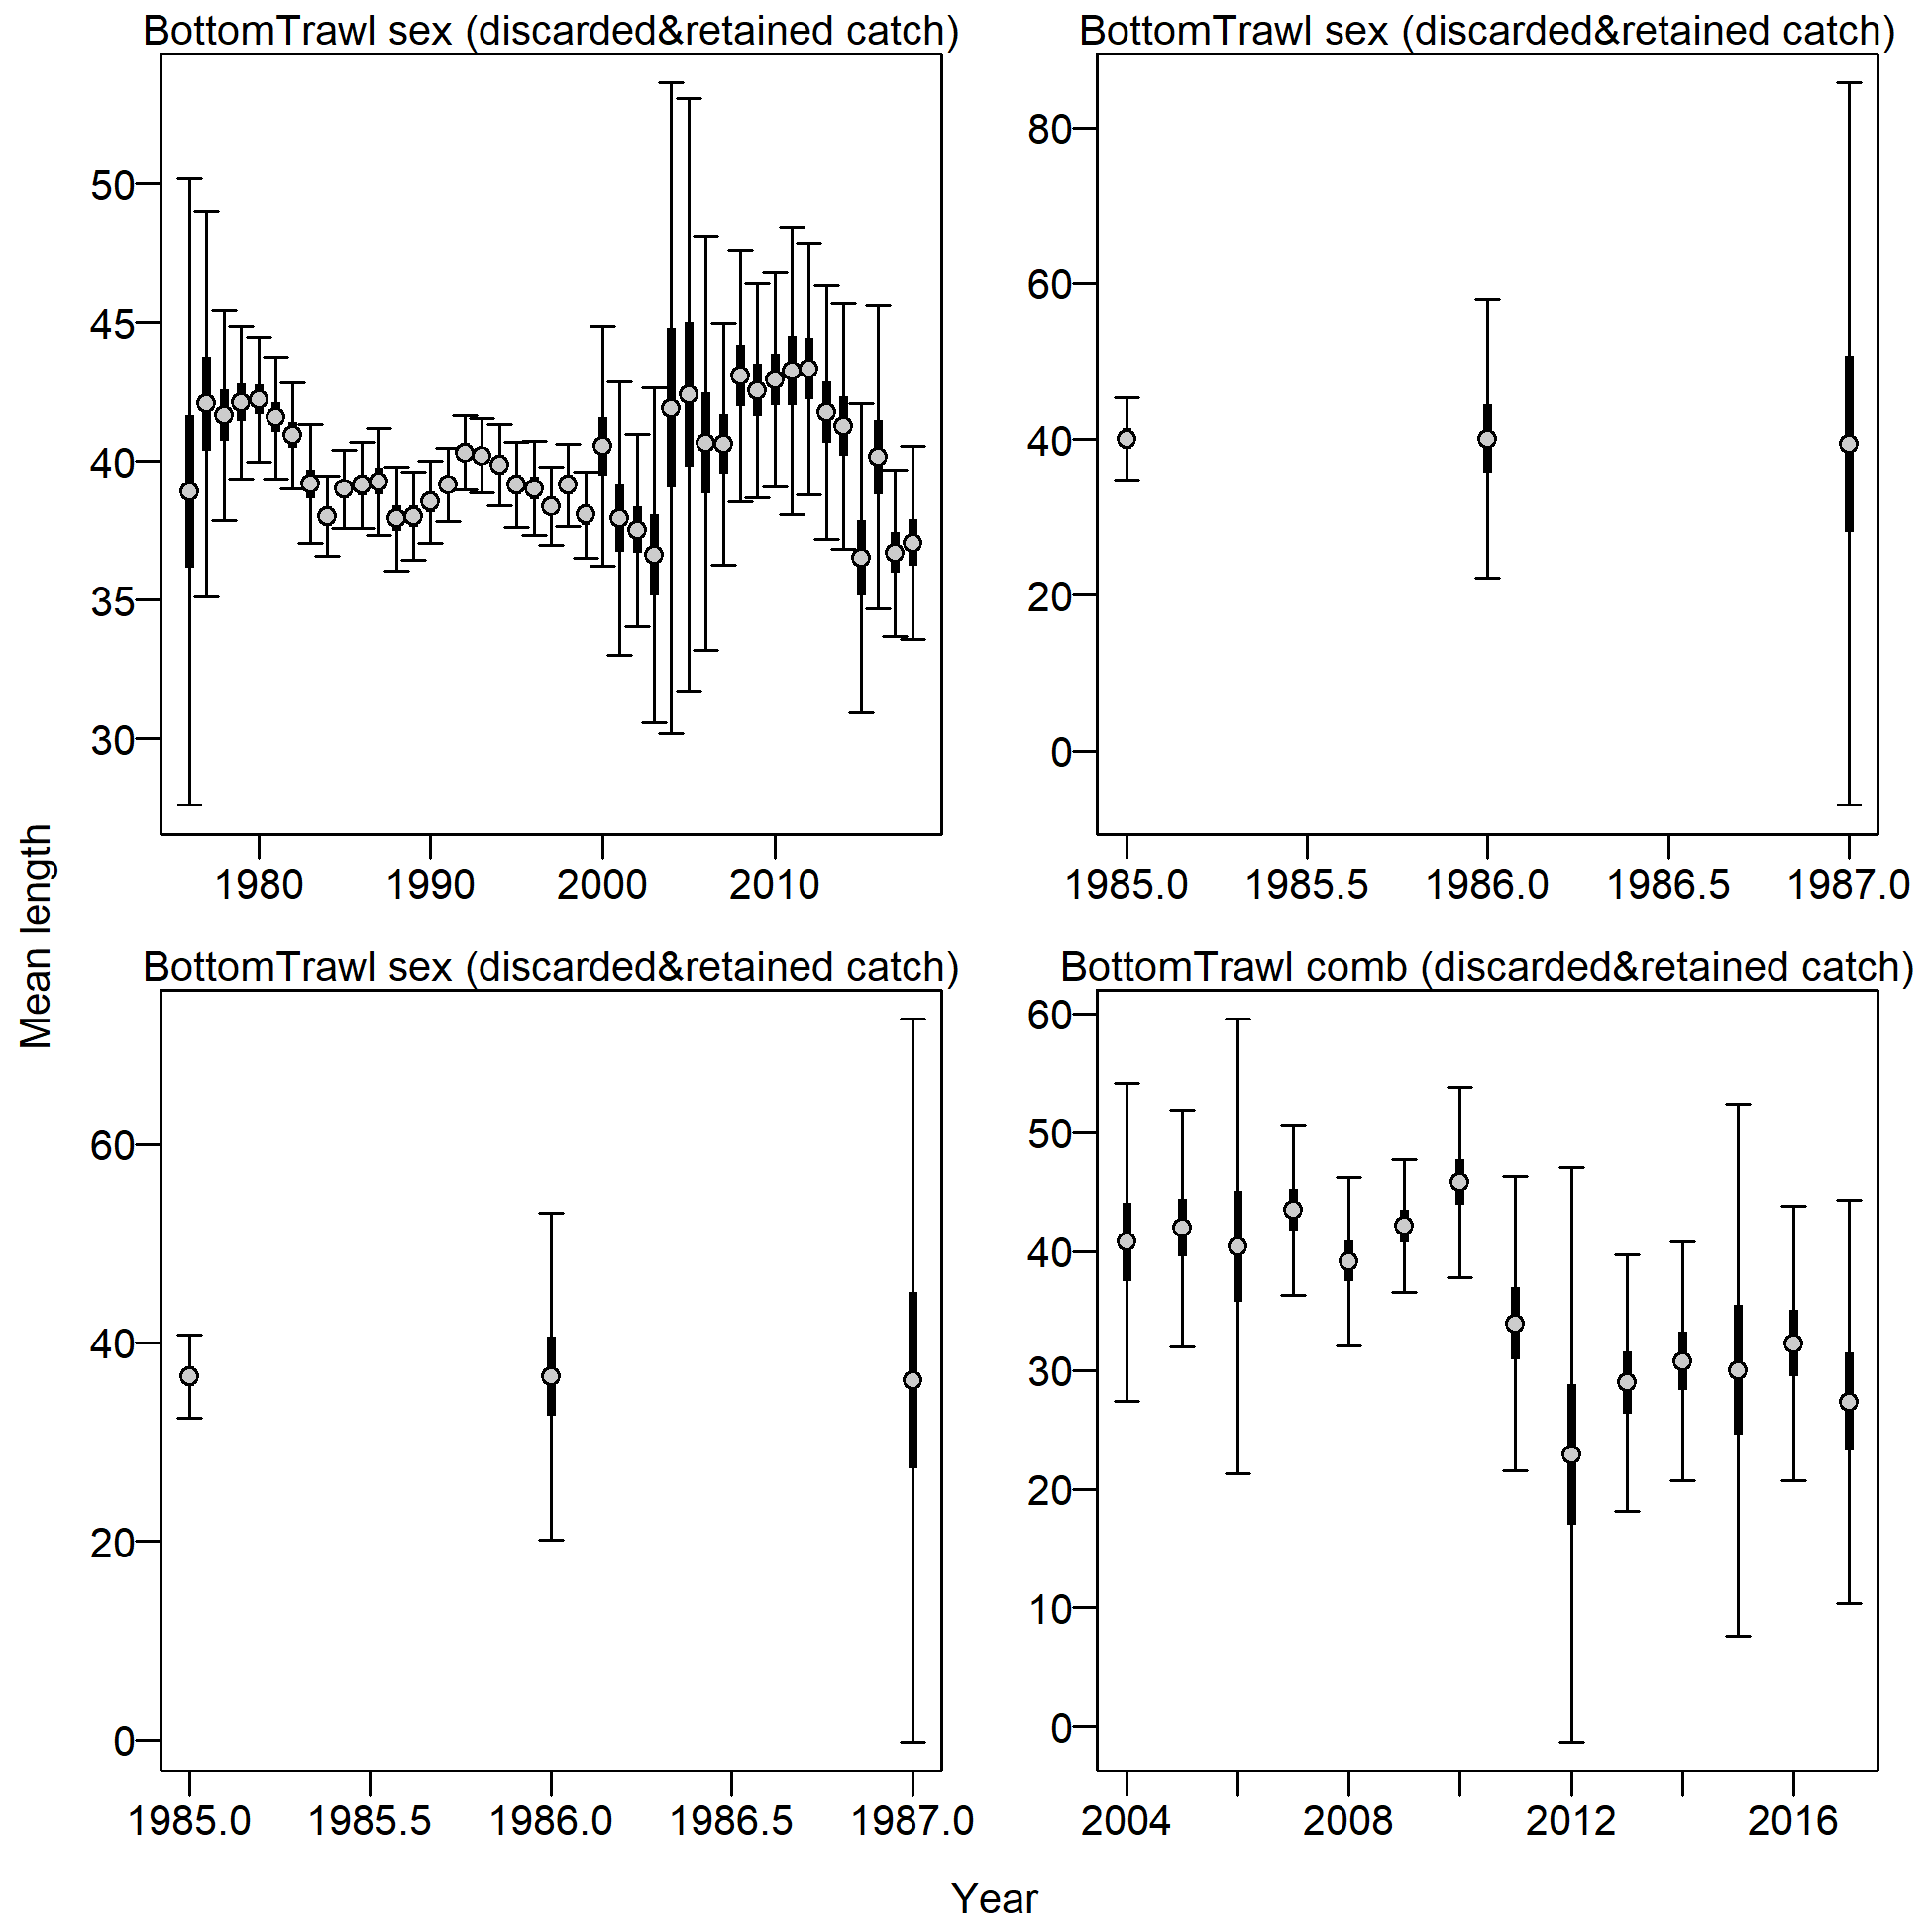 BottomTrawl sex (discarded&retained catch)
BottomTrawl sex (discarded&retained catch)
50
45
40
35
30
80
60
40
20
0
1980 1990 2000 2010
1985.0 1985.5 1986.0 1986.5 1987.0
Mean length
BottomTrawl sex (discarded&retained catch)
BottomTrawl comb (discarded&retained catch)
60
40
20
0
60
50
40
30
20
10
0
1985.0 1985.5 1986.0 1986.5 1987.0
2004 2008 2012 2016
Year